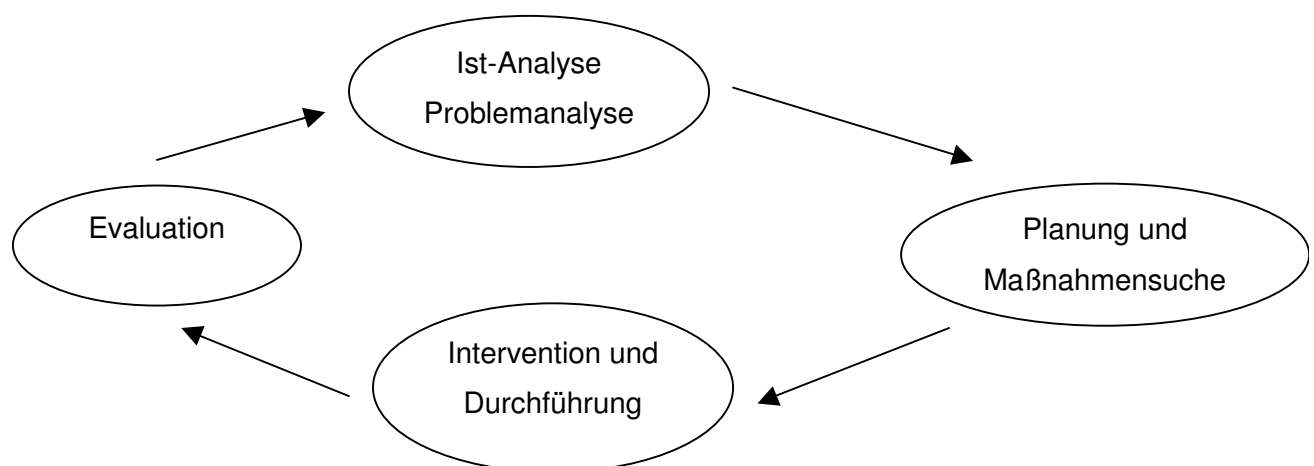 Ist-Analyse
Problemanalyse
Evaluation
Planung und
Maßnahmensuche
Intervention und
Durchführung